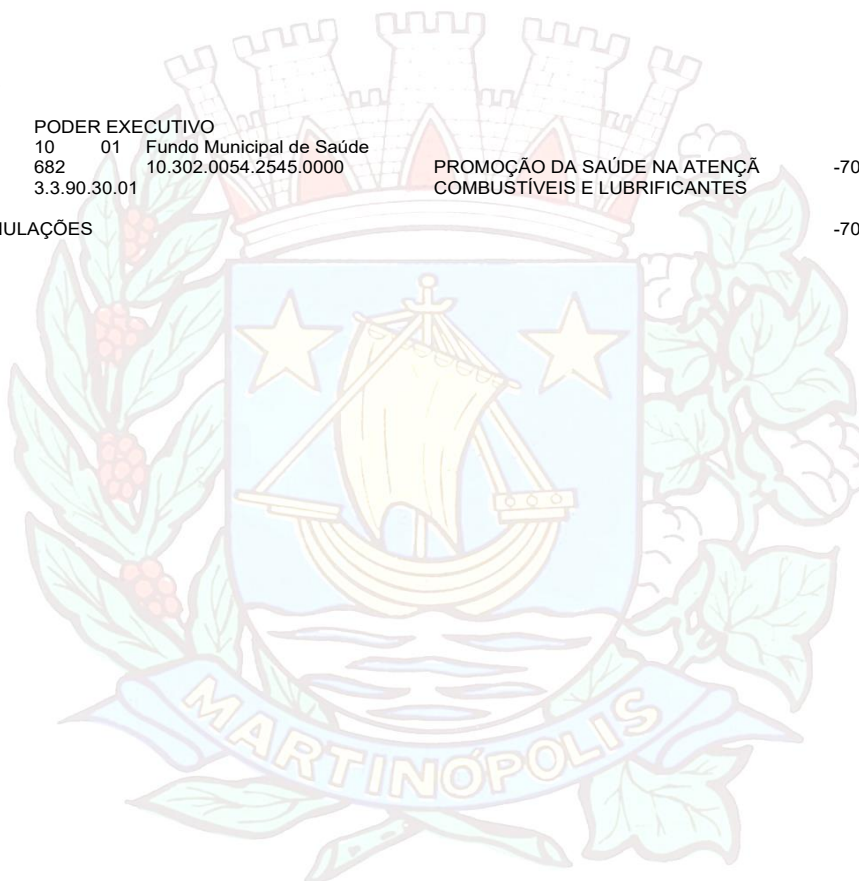 PODER EXECUTIVO
10 01 Fundo Municipal de Saúde
682 10.302.0054.2545.0000 PROMOÇÃO DA SAÚDE NA ATENÇÃ -70
3.3.90.30.01 COMBUSTÍVEIS E LUBRIFICANTES
ULAÇÕES -70
MARTINÓPOLIS